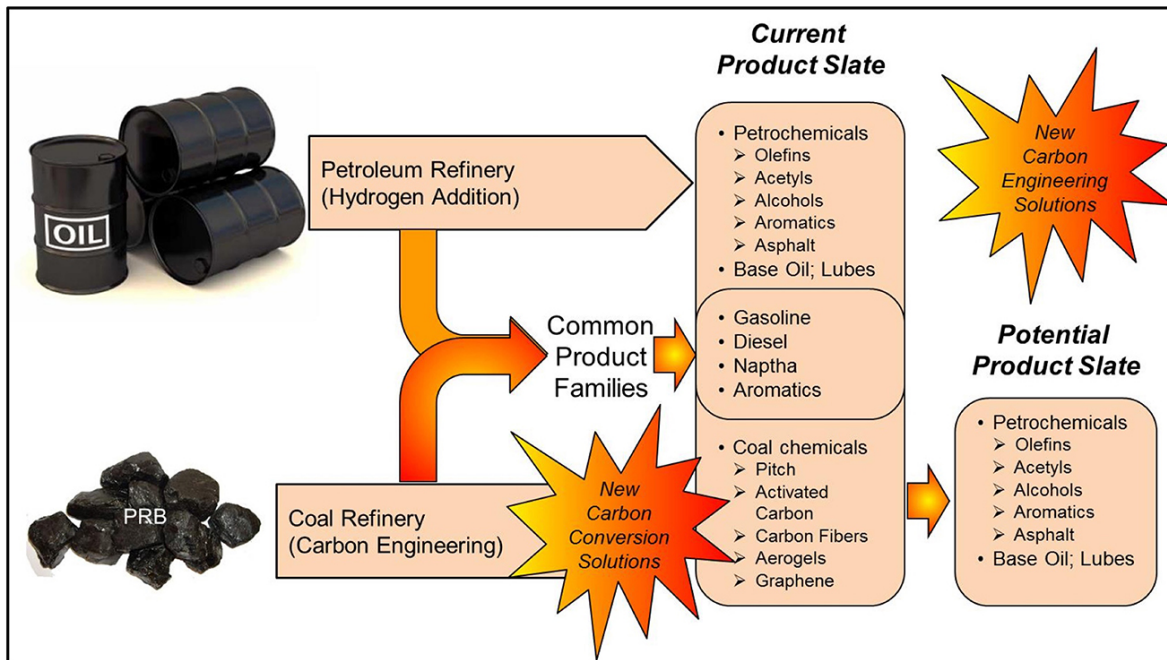 Current
Product Slate
OIL
Petroleum Refinery
(Hydrogen Addition)
• Petrochemicals
➢ Olefins
➢ Acetyls
➢ Alcohols
➢ Aromatics
➢ Asphalt
• Base Oil; Lubes
New
Carbon
Engineering
Solutions
Common
Product
Families
• Gasoline
• Diesel
• Naptha
• Aromatics
Potential
Product Slate
PRB
Coal Refinery
(Carbon Engineering)
New
Carbon
Conversion
Solutions
• Coal chemicals
➢ Pitch
➢ Activated
Carbon
➢ Carbon Fibers
➢ Aerogels
➢ Graphene
• Petrochemicals
➢ Olefins
➢ Acetyls
➢ Alcohols
➢ Aromatics
➢ Asphalt
• Base Oil; Lubes